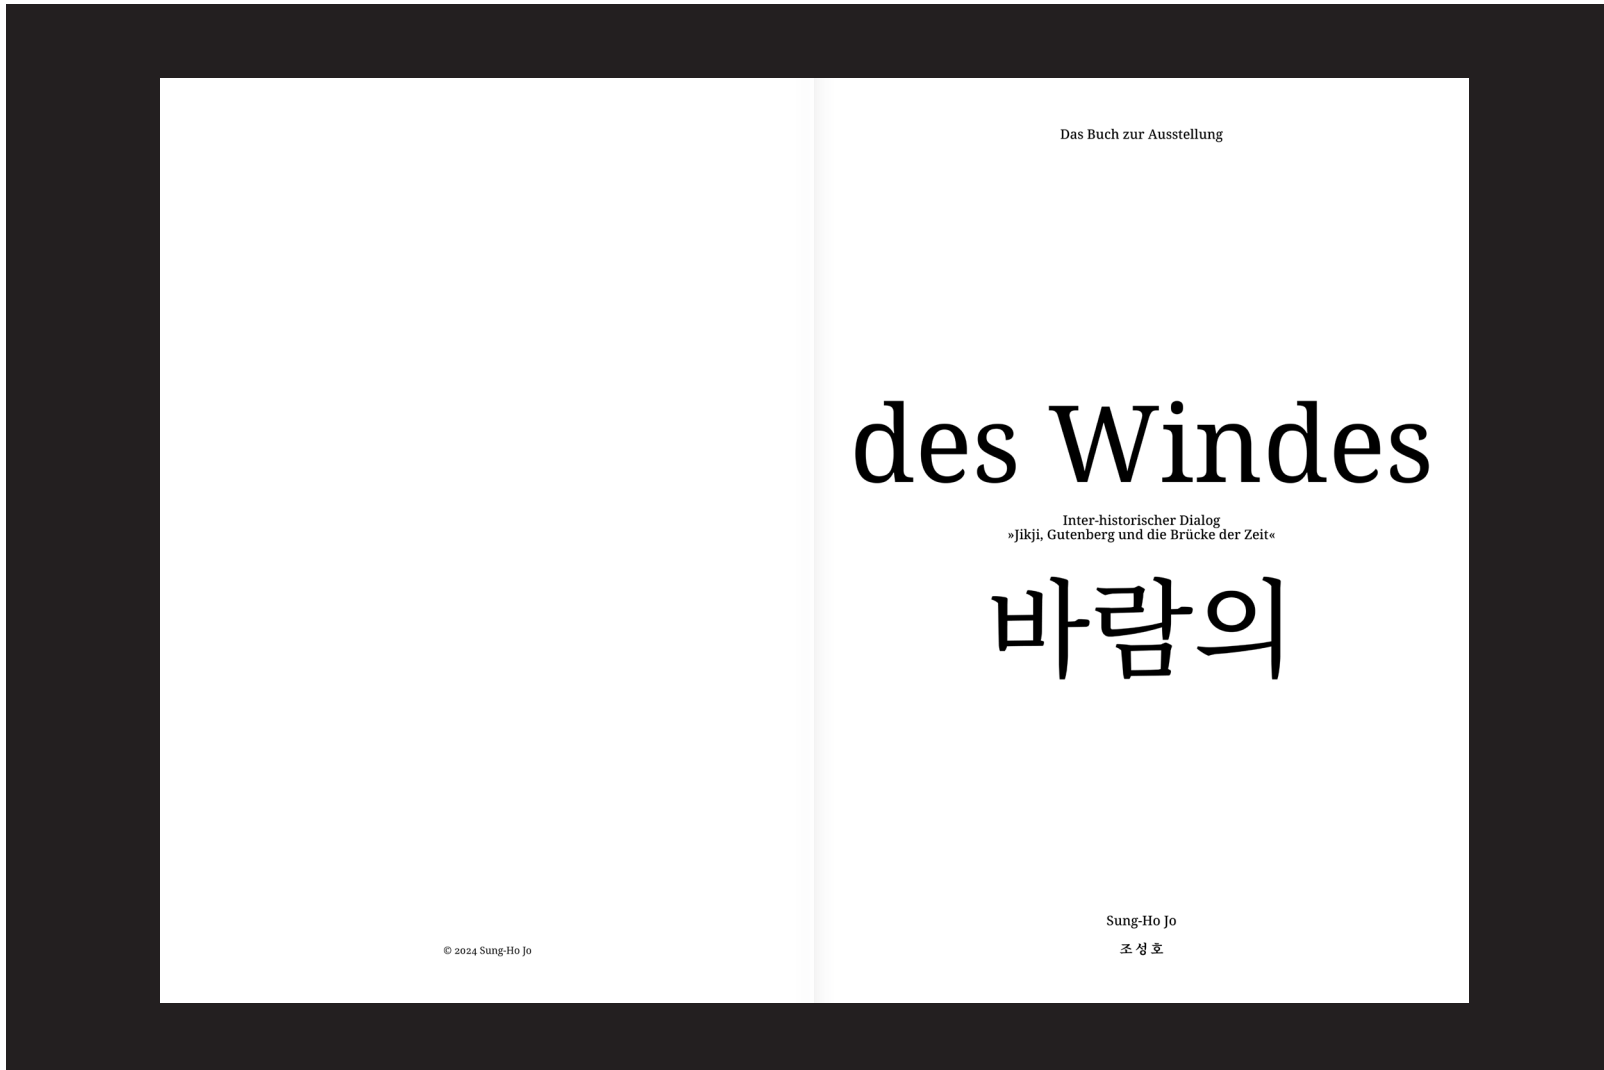 © 2024 Sung-Ho Jo
Das Buch zur Ausstellung
des Windes
Inter-historischer Dialog
»Jikji, Gutenberg und die Brücke der Zeit«
바람의
Sung-Ho Jo
조성호